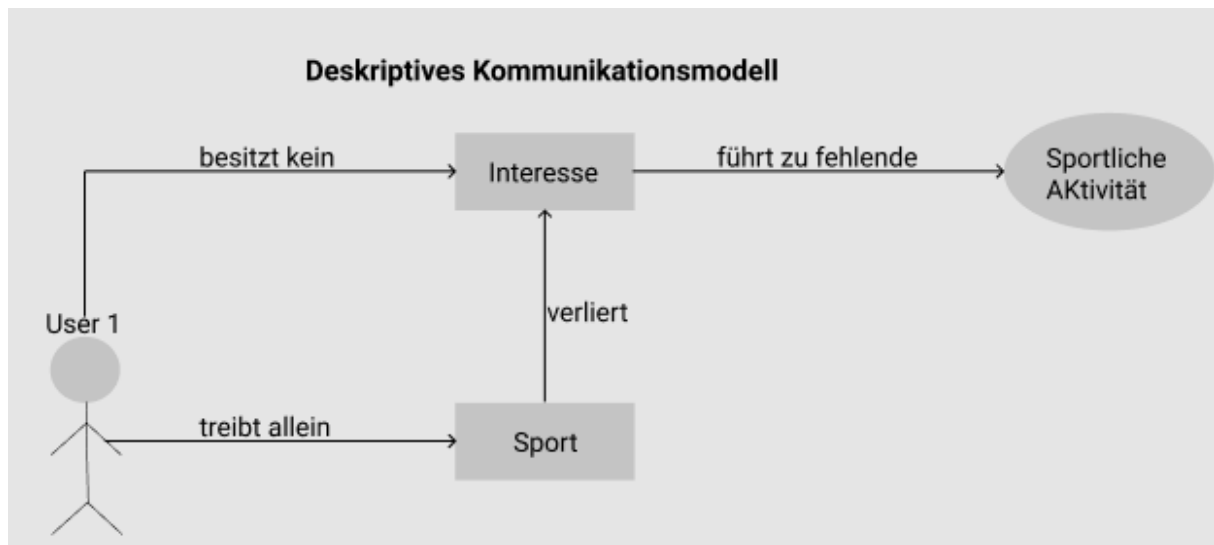 Deskriptives Kommunikationsmodell
besitzt kein
Interesse
führt zu fehlende
Sportliche
AKtivität
verliert
User 1
treibt allein
Sport